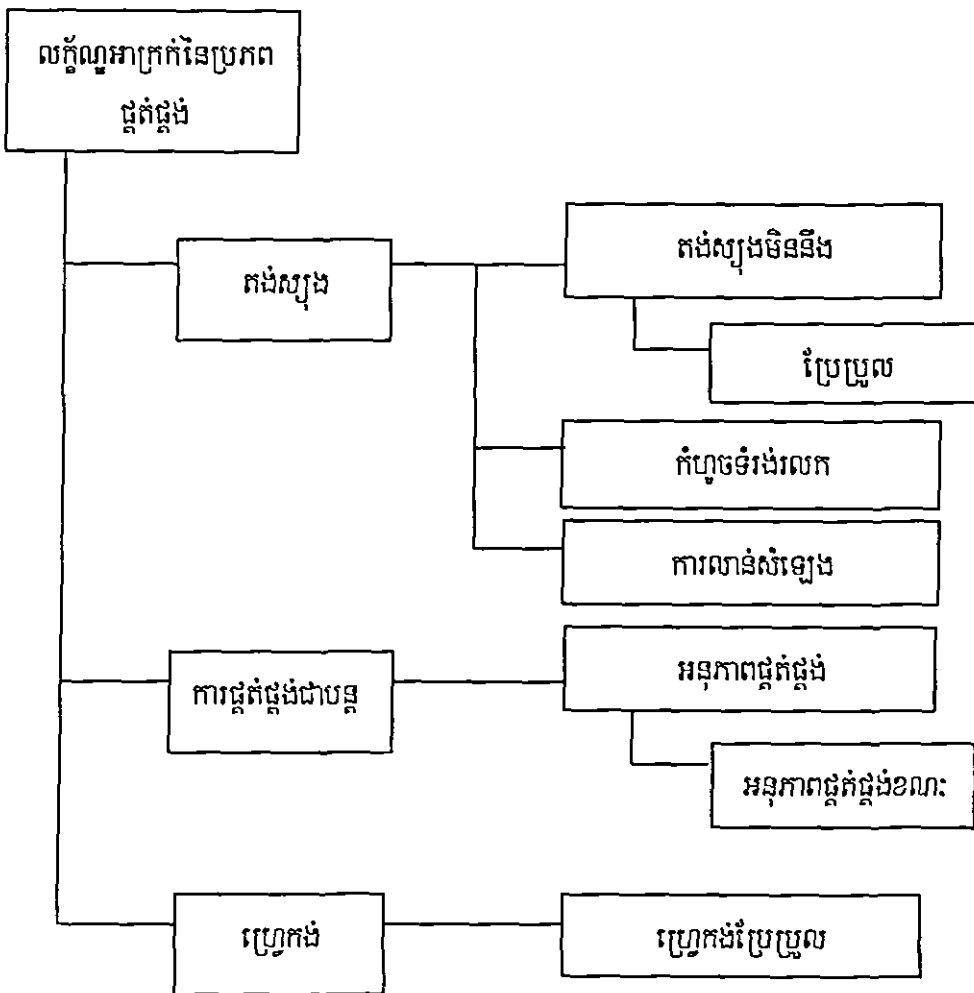 លក្ខ័ណ្ឌអាក្រក់នៃប្រភព
ផ្គត់ផ្គង់
តង់ស្យុង
តង់ស្យុងមិននឹង
ប្រែប្រួល
កំហូចទំរង់រលក
ការលាន់សំឡេង
ការផ្គត់ផ្គង់ជាបន្ត
អនុភាពផ្គត់ផ្គង់
អនុភាពផ្គត់ផ្គង់ខណៈ
ហ្វ្រេកង់
ហ្វ្រេកង់ប្រែប្រួល